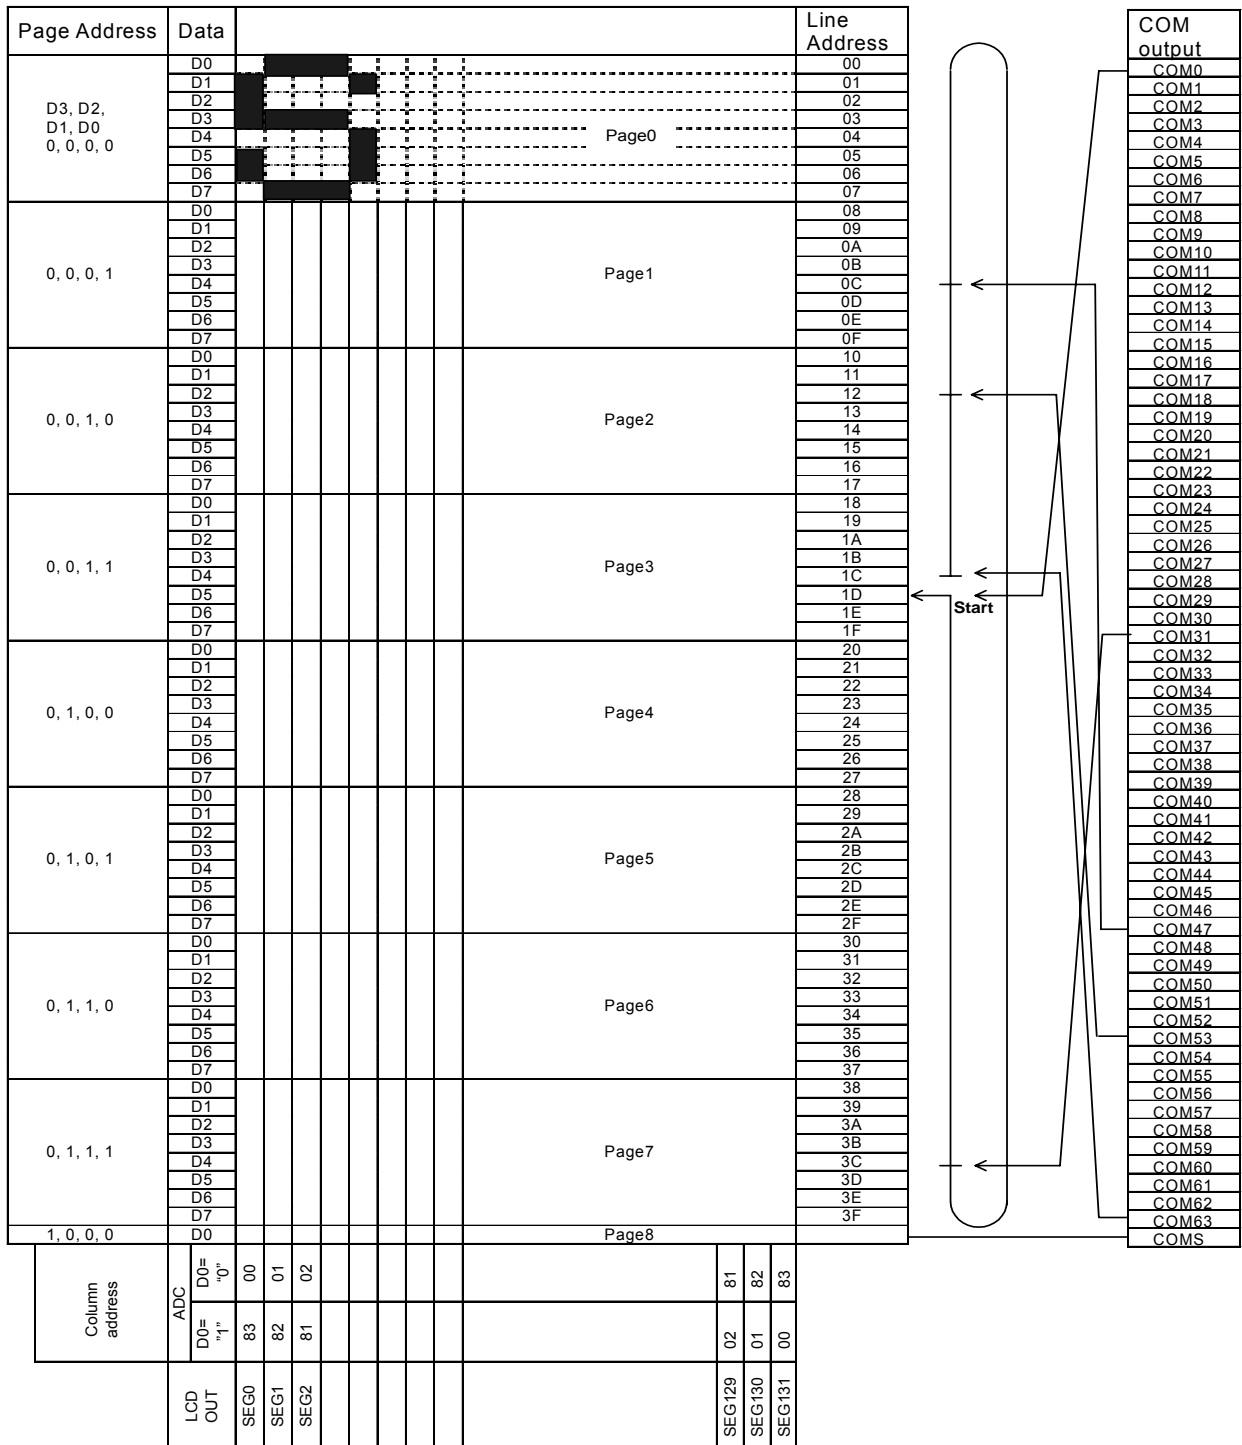 Page Address Data Line Address COM output
D3, D2,
D1, D0
0, 0, 0, 0
D0 00
D1 01
D2 02
D3 03
D4 Page0 04
D5 05
D6 06
D7 07
0, 0, 0, 1
D0 08
D1 09
D2 0A
D3 0B
Page1
D4 0C
D5 0D
D6 0E
D7 0F
0, 0, 1, 0
D0 10
D1 11
D2 12
D3 13
Page2
D4 14
D5 15
D6 16
D7 17
0, 0, 1, 1
D0 18
D1 19
D2 1A
D3 1B
Page3
D4 1C
D5 1D
D6 1E
D7 1F
Start
0, 1, 0, 0
D0 20
D1 21
D2 22
D3 23
Page4
D4 24
D5 25
D6 26
D7 27
0, 1, 0, 1
D0 28
D1 29
D2 2A
D3 2B
Page5
D4 2C
D5 2D
D6 2E
D7 2F
0, 1, 1, 0
D0 30
D1 31
D2 32
D3 33
Page6
D4 34
D5 35
D6 36
D7 37
0, 1, 1, 1
D0 38
D1 39
D2 3A
D3 3B
Page7
D4 3C
D5 3D
D6 3E
D7 3F
1, 0, 0, 0 D0 Page8
COM0
COM1
COM2
COM3
COM4
COM5
COM6
COM7
COM8
COM9
COM10
COM11
COM12
COM13
COM14
COM15
COM16
COM17
COM18
COM19
COM20
COM21
COM22
COM23
COM24
COM25
COM26
COM27
COM28
COM29
COM30
COM31
COM32
COM33
COM34
COM35
COM36
COM37
COM38
COM39
COM40
COM41
COM42
COM43
COM44
COM45
COM46
COM47
COM48
COM49
COM50
COM51
COM52
COM53
COM54
COM55
COM56
COM57
COM58
COM59
COM60
COM61
COM62
COM63
COMS
Column
address
ADC
D0=
"0"
00 01 02 81 82 83
D0=
"1"
83 82 81 02 01 00
LCD
OUT
SEG0 SEG1 SEG2 SEG129 SEG130 SEG131